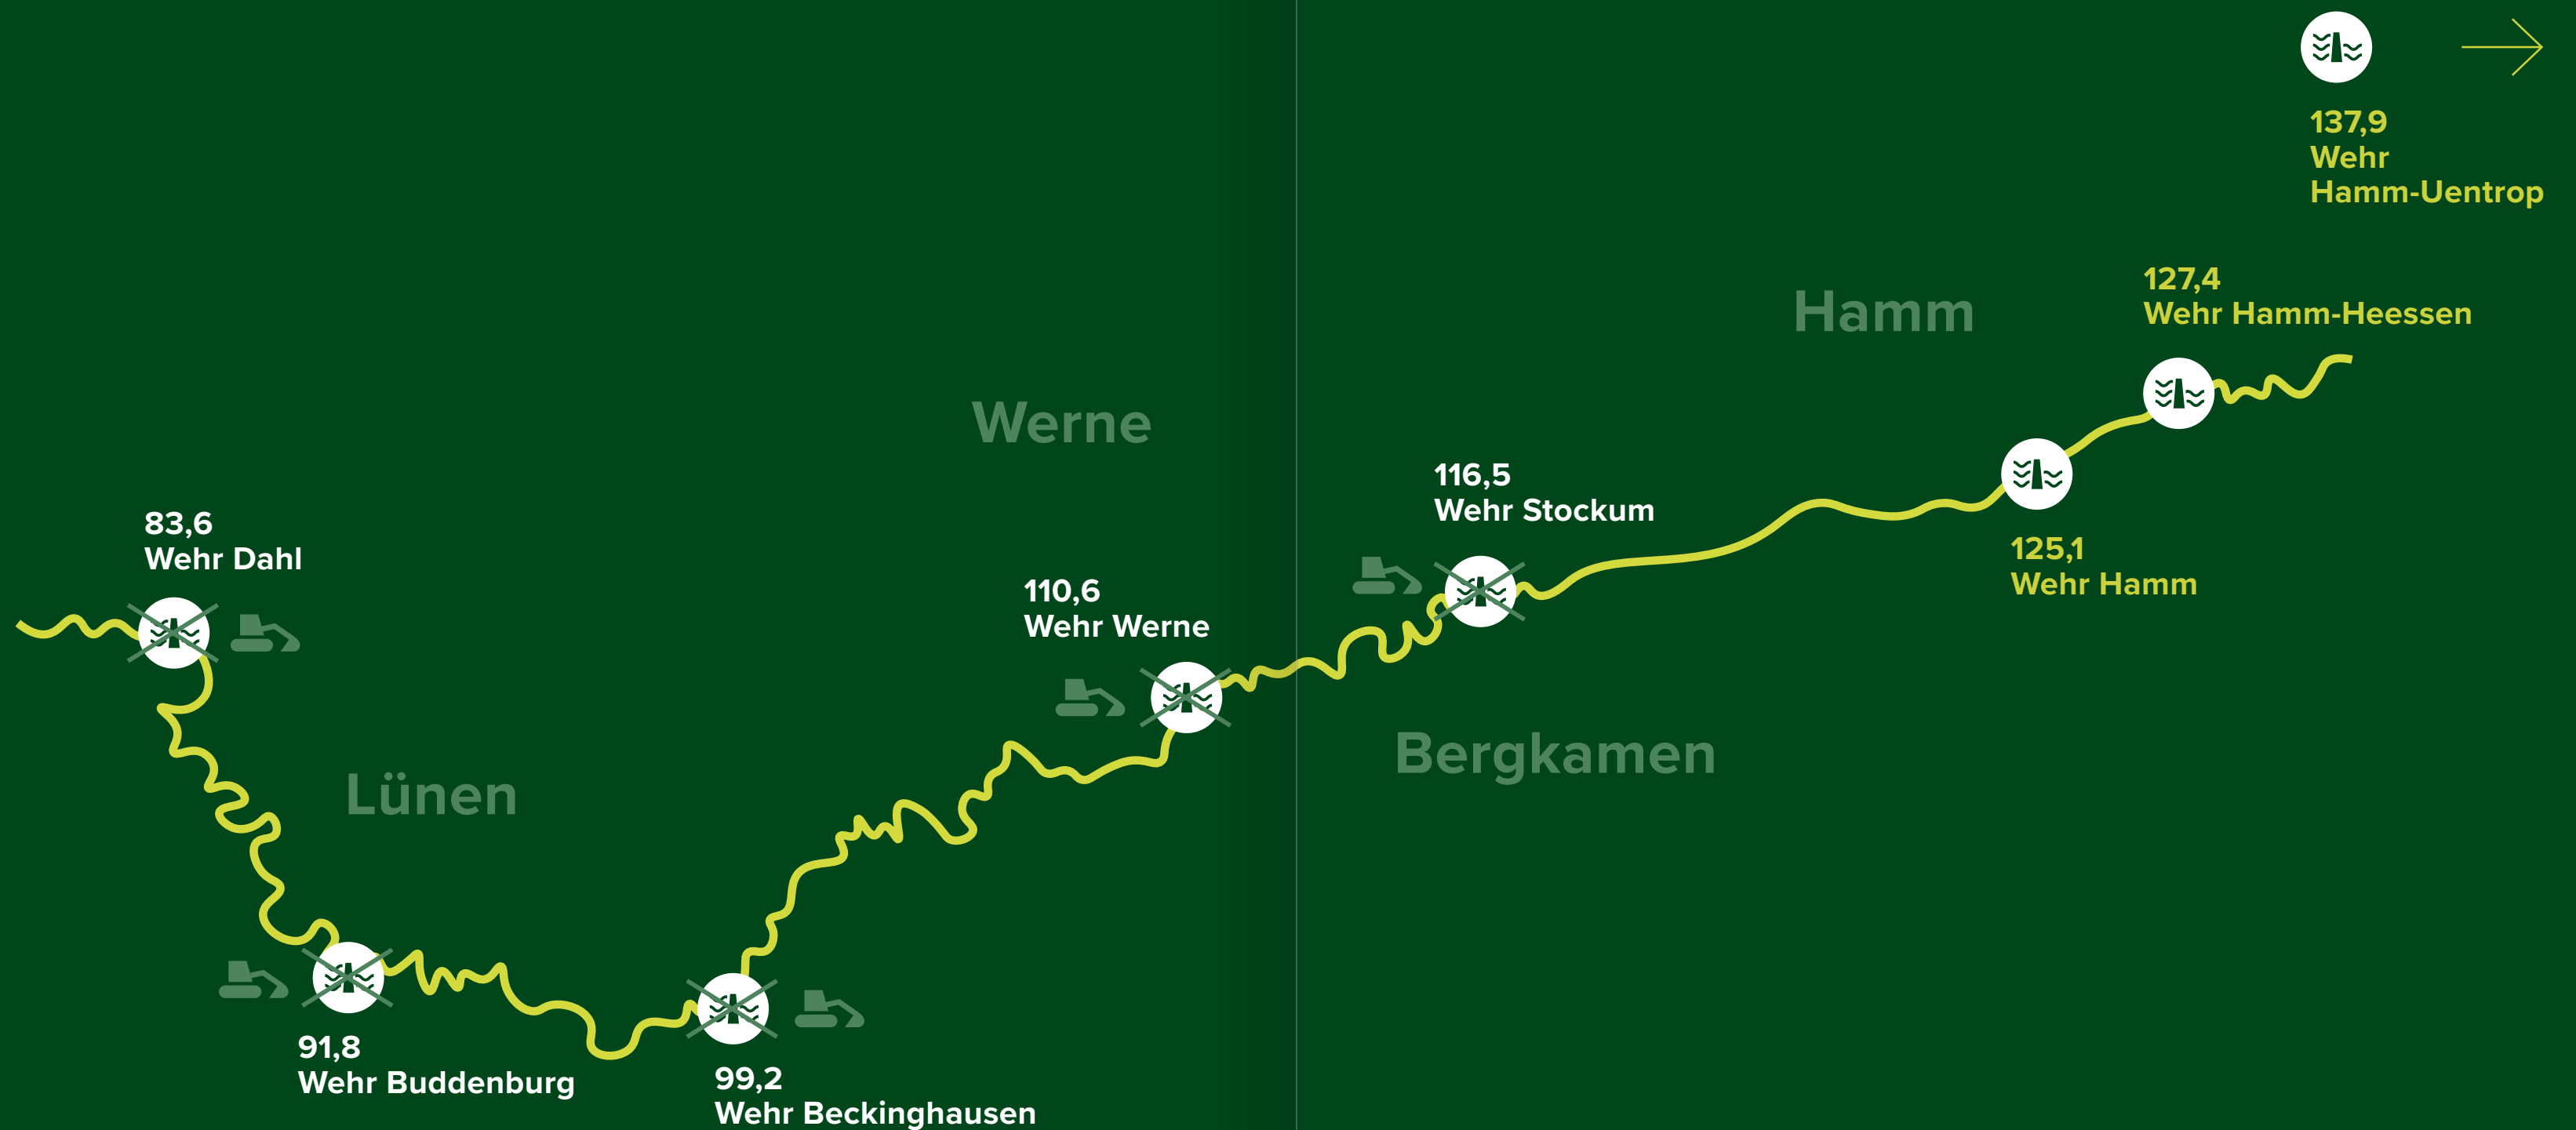 137,9
Wehr
Hamm-Uentrop
127,4
Wehr Hamm-Heessen
Hamm
Werne
116,5
Wehr Stockum
83,6
Wehr Dahl
125,1
Wehr Hamm
110,6
Wehr Werne
Bergkamen
Lünen
91,8
Wehr Buddenburg
99,2
Wehr Beckinghausen